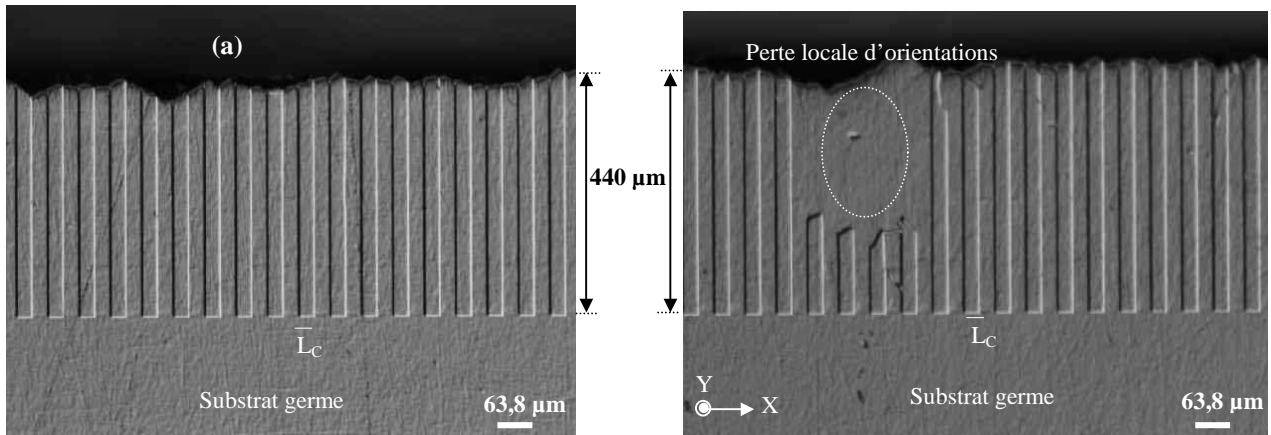 (a)
L̅C
Substrat germe
63,8 µm
440 µm
Perte locale d'orientations
L̅C
Y
X
Substrat germe
63,8 µm